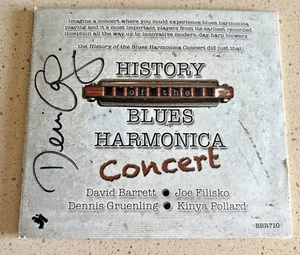 Imagine a concert where you could experience blues harmonica
playing and it's most important players from its earliest recorded
inception all the way up to innovative modern day harp blowers
the History of the Blues Harmonica Concert did just that!
HISTORY
of the
BLUES
HARMONICA
Concert
David Barrett ● Joe Filisko
Dennis Gruenling ● Kinya Pollard
BBR710